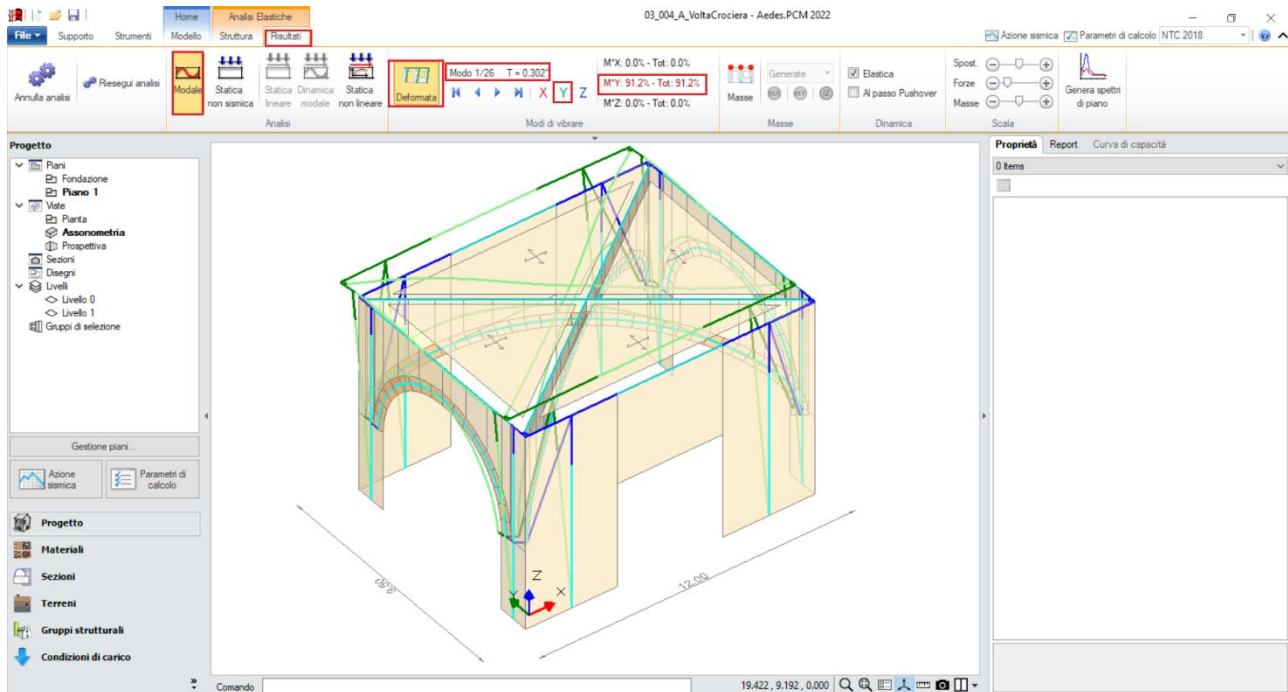 03_004_A_VoltaCrociera - Aedes.PCM 2022
Home
Analisi Elastiche
File
Supporto
Strumenti
Modello
Struttura
Risultati
Azione sismica
Parametri di calcolo
NTC 2018
Annulla analisi
Resegui analisi
Modale
Statica non sismica
Statica lineare
Dinamica modale
Statica non lineare
Analisi
Deformata
Modo 1/26 T = 0.302"
X Y Z
M*X: 0.0% - Tot: 0.0%
M*Y: 91.2% - Tot: 91.2%
M*Z: 0.0% - Tot: 0.0%
Modi di vibrare
Masse
Generate
Masse
Elastica
Al passo Pushover
Dinamica
Spost.
Forze
Masse
Scala
Genera spettri di piano
Progetto
Piani
Fondazione
Piano 1
Viste
Pianta
Assonometria
Prospettiva
Sezioni
Disegni
Livelli
Livello 0
Livello 1
Gruppi di selezione
Gestione piani...
Azione sismica
Parametri di calcolo
Progetto
Materiali
Sezioni
Terreni
Gruppi strutturali
Condizioni di carico
Z
Y
X
9.50
12.00
Proprietà
Report
Curva di capacità
0 Items
Comando
19.422 , 9.192 , 0.000